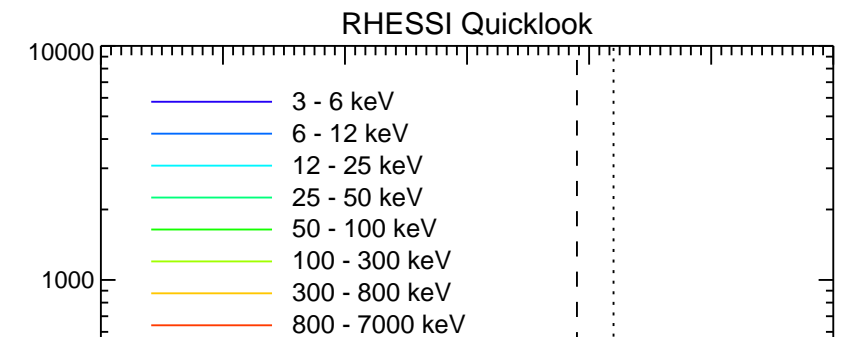 RHESSI Quicklook
10000
3 - 6 keV
6 - 12 keV
12 - 25 keV
25 - 50 keV
50 - 100 keV
100 - 300 keV
1000
300 - 800 keV
800 - 7000 keV